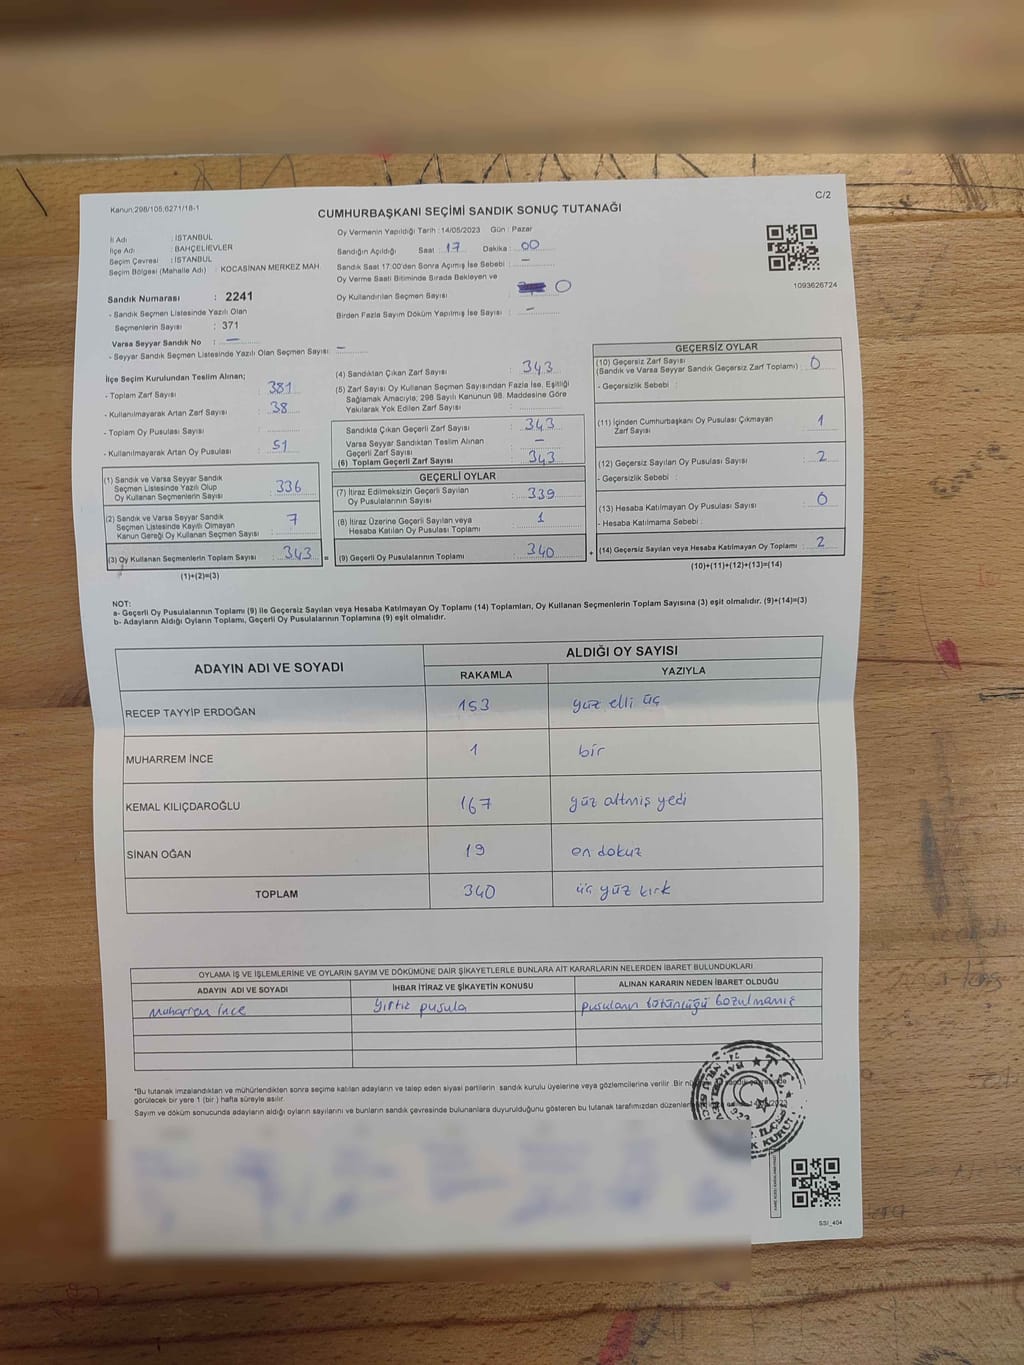 Kanun,298/105,6271/18-1
C/2
CUMHURBAŞKANI SEÇİMİ SANDIK SONUÇ TUTANAĞI
Oy Vermenin Yapıldığı Tarih : 14/05/2023 Gün : Pazar
İl Adı : İSTANBUL
İlçe Adı : BAHÇELİEVLER
Seçim Çevresi : İSTANBUL
Seçim Bölgesi (Mahalle Adı) : KOCASİNAN MERKEZ MAH
Sandığın Açıldığı Saat : 17 Dakika : 00
Sandık Saat 17:00'den Sonra Açımış İse Sebebi : –
Oy Verme Saati Bitiminde Sırada Bekleyen ve
Oy Kullandırılan Seçmen Sayısı : 0
Birden Fazla Sayım Döküm Yapılmış İse Sayısı : –
1093626724
Sandık Numarası : 2241
- Sandık Seçmen Listesinde Yazılı Olan
Seçmenlerin Sayısı : 371
Varsa Seyyar Sandık No : –
- Seyyar Sandık Seçmen Listesinde Yazılı Olan Seçmen Sayısı : –
İlçe Seçim Kurulundan Teslim Alınan;
- Toplam Zarf Sayısı : 381
- Kullanılmayarak Artan Zarf Sayısı : 38
- Toplam Oy Pusulası Sayısı :
- Kullanılmayarak Artan Oy Pusulası : 51
(1) Sandık ve Varsa Seyyar Sandık
Seçmen Listesinde Yazılı Olup
Oy Kullanan Seçmenlerin Sayısı : 336
(2) Sandık ve Varsa Seyyar Sandık
Seçmen Listesinde Kayıtlı Olmayan
Kanun Gereği Oy Kullanan Seçmen Sayısı : 7
(3) Oy Kullanan Seçmenlerin Toplam Sayısı : 343 =
(1)+(2)=(3)
(4) Sandıktan Çıkan Zarf Sayısı : 343
(5) Zarf Sayısı Oy Kullanan Seçmen Sayısından Fazla İse, Eşitliği
Sağlamak Amacıyla; 298 Sayılı Kanunun 98. Maddesine Göre
Yakılarak Yok Edilen Zarf Sayısı :
Sandıkta Çıkan Geçerli Zarf Sayısı : 343
Varsa Seyyar Sandıktan Teslim Alınan
Geçerli Zarf Sayısı : –
(6) Toplam Geçerli Zarf Sayısı : 343
GEÇERLİ OYLAR
(7) İtiraz Edilmeksizin Geçerli Sayılan
Oy Pusulalarının Sayısı : 339
(8) İtiraz Üzerine Geçerli Sayılan veya
Hesaba Katılan Oy Pusulası Toplamı : 1
(9) Geçerli Oy Pusulalarının Toplamı : 340 +
GEÇERSİZ OYLAR
(10) Geçersiz Zarf Sayısı
(Sandık ve Varsa Seyyar Sandık Geçersiz Zarf Toplamı) : 0
- Geçersizlik Sebebi :
(11) İçinden Cumhurbaşkanı Oy Pusulası Çıkmayan
Zarf Sayısı : 1
(12) Geçersiz Sayılan Oy Pusulası Sayısı : 2
- Geçersizlik Sebebi :
(13) Hesaba Katılmayan Oy Pusulası Sayısı : 0
- Hesaba Katılmama Sebebi :
(14) Geçersiz Sayılan veya Hesaba Katılmayan Oy Toplamı : 2
(10)+(11)+(12)+(13)=(14)
NOT:
a- Geçerli Oy Pusulalarının Toplamı (9) ile Geçersiz Sayılan veya Hesaba Katılmayan Oy Toplamı (14) Toplamları, Oy Kullanan Seçmenlerin Toplam Sayısına (3) eşit olmalıdır. (9)+(14)=(3)
b- Adayların Aldığı Oyların Toplamı, Geçerli Oy Pusulalarının Toplamına (9) eşit olmalıdır.
ADAYIN ADI VE SOYADI ALDIĞI OY SAYISI
RAKAMLA YAZIYLA
RECEP TAYYİP ERDOĞAN 153 yüz elli üç
MUHARREM İNCE 1 bir
KEMAL KILIÇDAROĞLU 167 yüz altmış yedi
SİNAN OĞAN 19 on dokuz
TOPLAM 340 üç yüz kırk
OYLAMA İŞ VE İŞLEMLERİNE VE OYLARIN SAYIM VE DÖKÜMÜNE DAİR ŞİKAYETLERLE BUNLARA AİT KARARLARIN NELERDEN İBARET BULUNDUKLARI
ADAYIN ADI VE SOYADI İHBAR İTİRAZ VE ŞİKAYETİN KONUSU ALINAN KARARIN NEDEN İBARET OLDUĞU
Muharrem İnce Yırtık pusula pusulanın bütünlüğü bozulmamış
*Bu tutanak imzalandıktan ve mühürlendikten sonra seçime katılan adayların ve talep eden siyasi partilerin sandık kurulu üyelerine veya gözlemcilerine verilir. Bir
görülecek bir yere 1 (bir) hafta süreyle asılır.
Sayım ve döküm sonucunda adayların aldığı oyların sayılarını ve bunların sandık çevresinde bulunanlara duyurulduğunu gösteren bu tutanak tarafımızdan
SSI_404